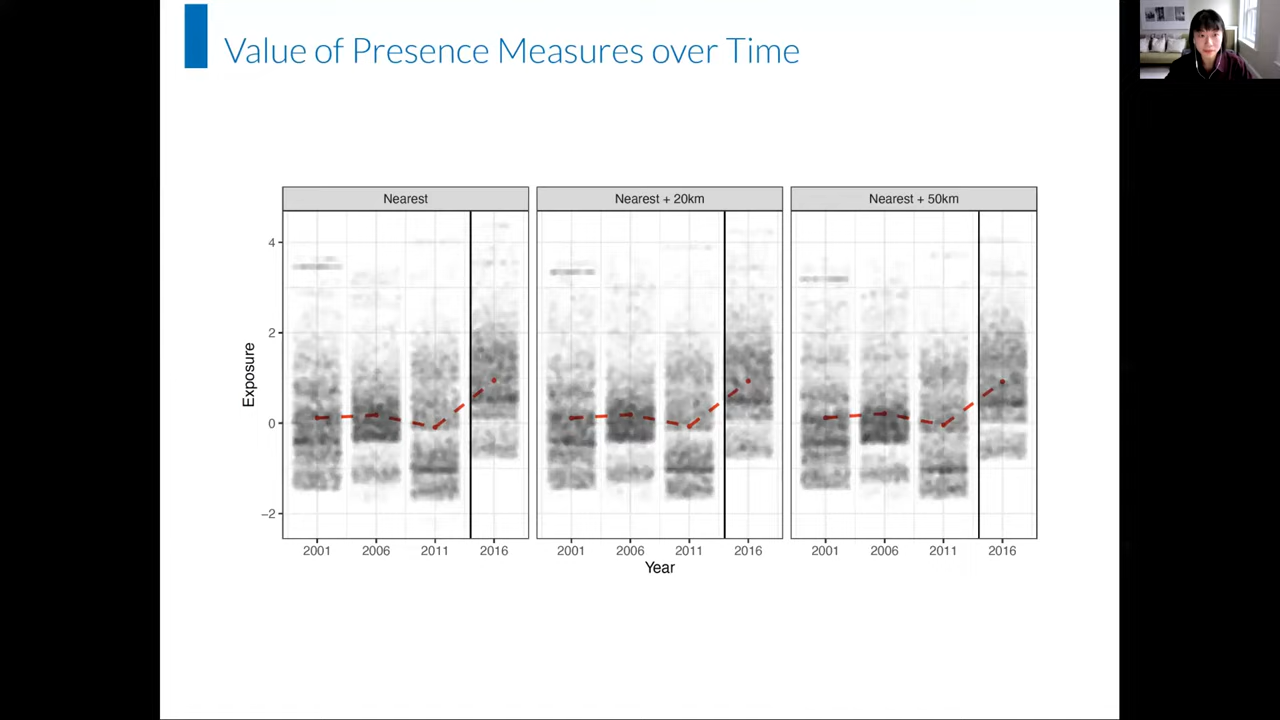 Value of Presence Measures over Time
Nearest
Nearest + 20km
Nearest + 50km
Exposure
4
2
0
−2
2001 2006 2011 2016
2001 2006 2011 2016
2001 2006 2011 2016
Year